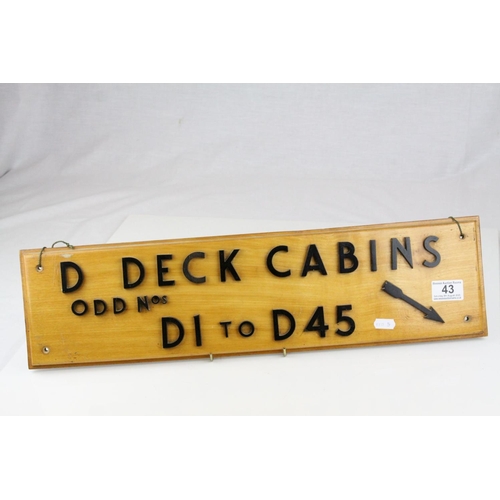 D DECK CABINS
ODD Nos
D1 TO D45
43